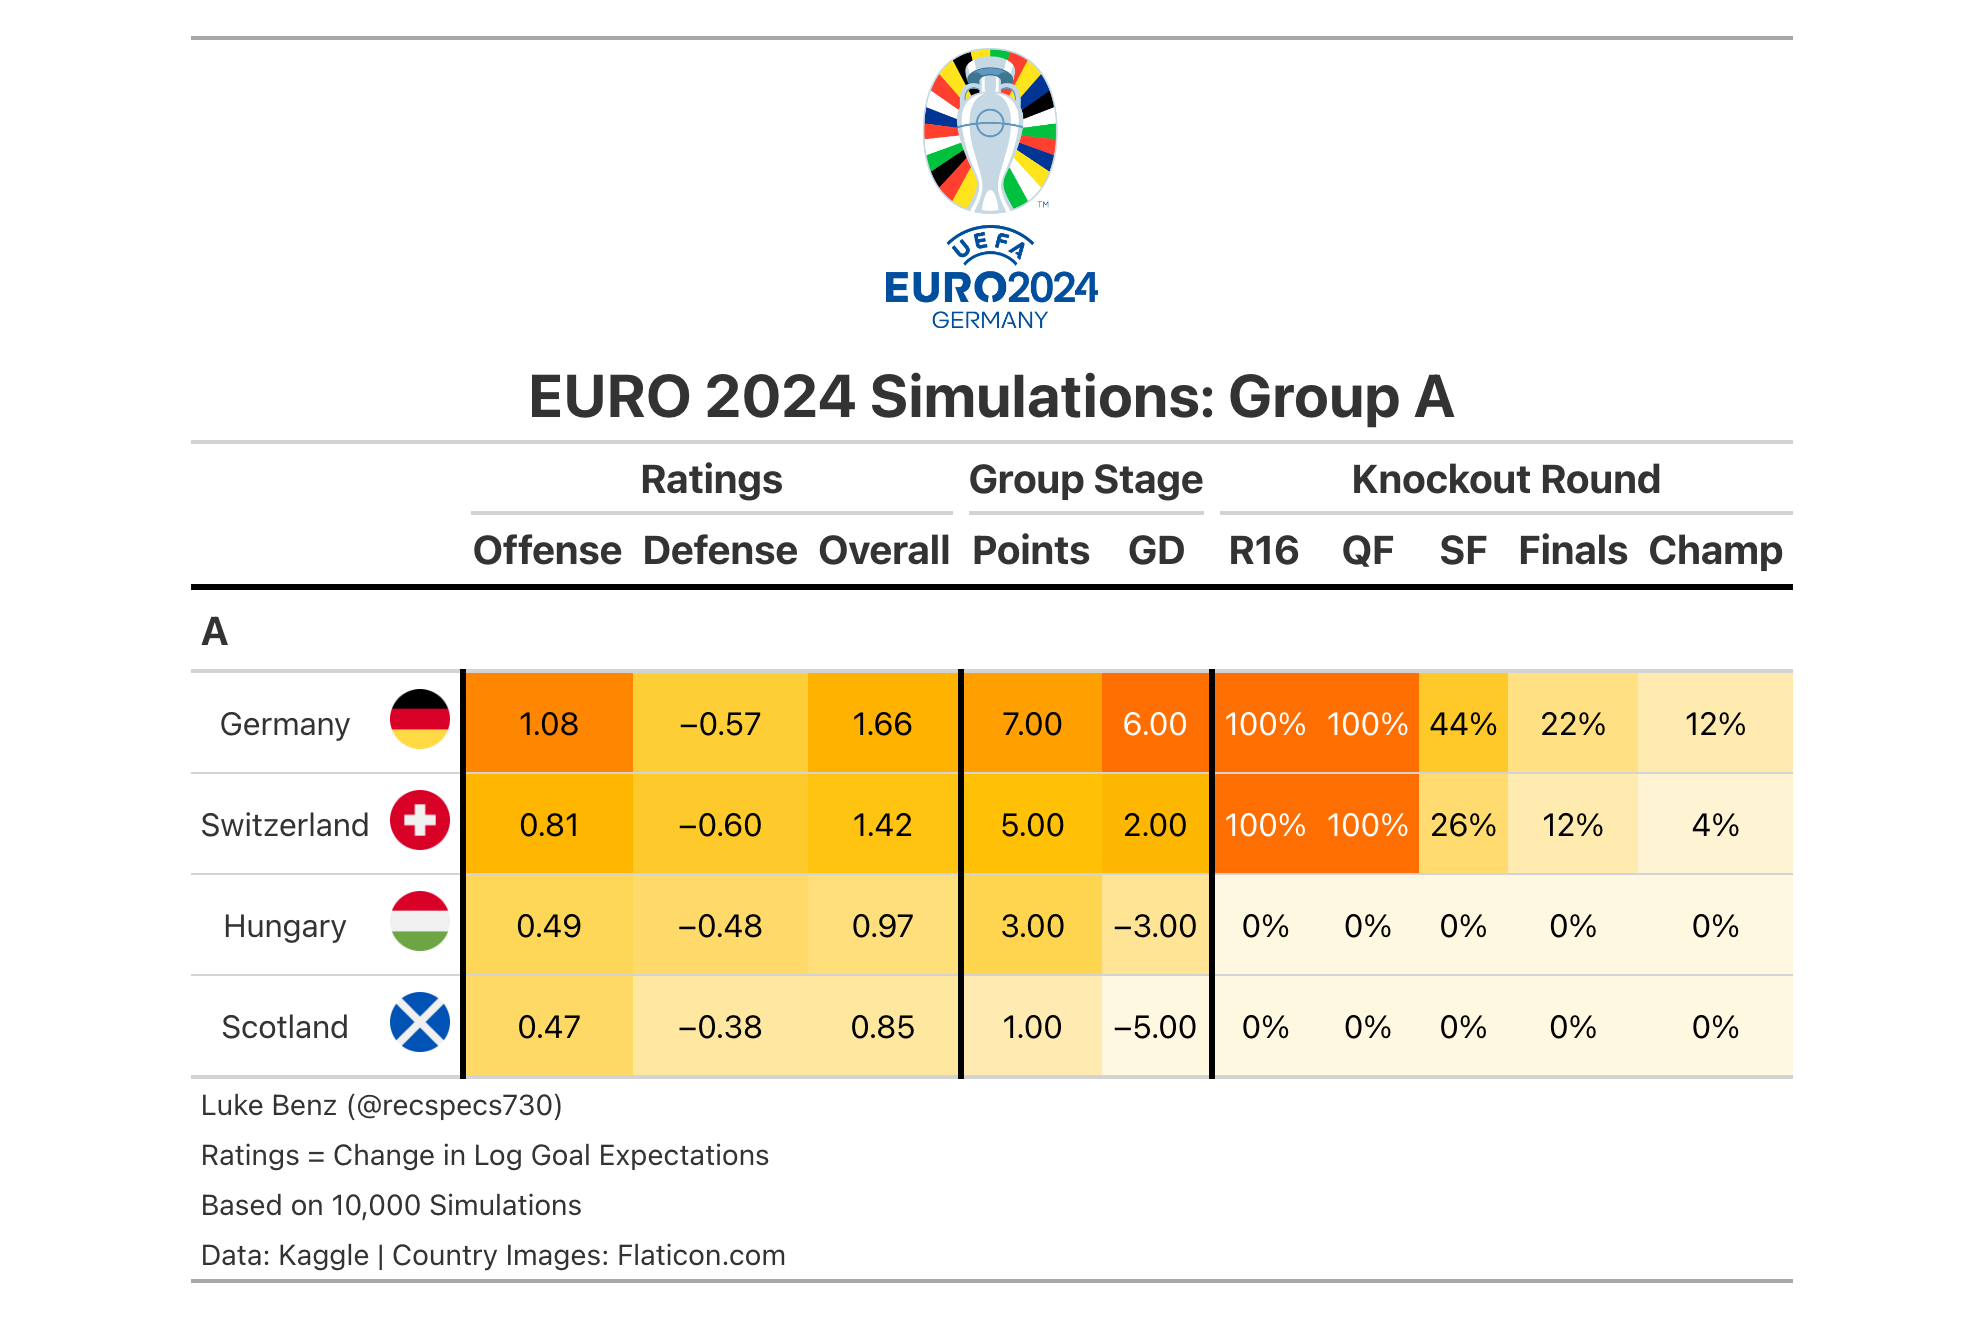 TM
UEFA
EURO2024
GERMANY
EURO 2024 Simulations: Group A
Ratings Group Stage Knockout Round
Offense Defense Overall Points GD R16 QF SF Finals Champ
A
Germany 1.08 −0.57 1.66 7.00 6.00 100% 100% 44% 22% 12%
Switzerland 0.81 −0.60 1.42 5.00 2.00 100% 100% 26% 12% 4%
Hungary 0.49 −0.48 0.97 3.00 −3.00 0% 0% 0% 0% 0%
Scotland 0.47 −0.38 0.85 1.00 −5.00 0% 0% 0% 0% 0%
Luke Benz (@recspecs730)
Ratings = Change in Log Goal Expectations
Based on 10,000 Simulations
Data: Kaggle | Country Images: Flaticon.com